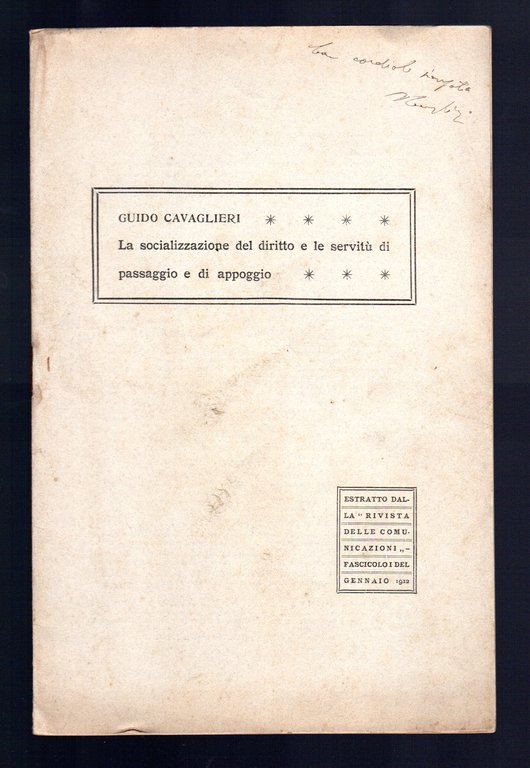 cordiale
GUIDO CAVAGLIERI * * * *
La socializzazione del diritto e le servitù di
passaggio e di appoggio * * *
ESTRATTO DAL-
LA “ RIVISTA
DELLE COMU-
NICAZIONI „ –
FASCICOLO I DEL
GENNAIO 1912